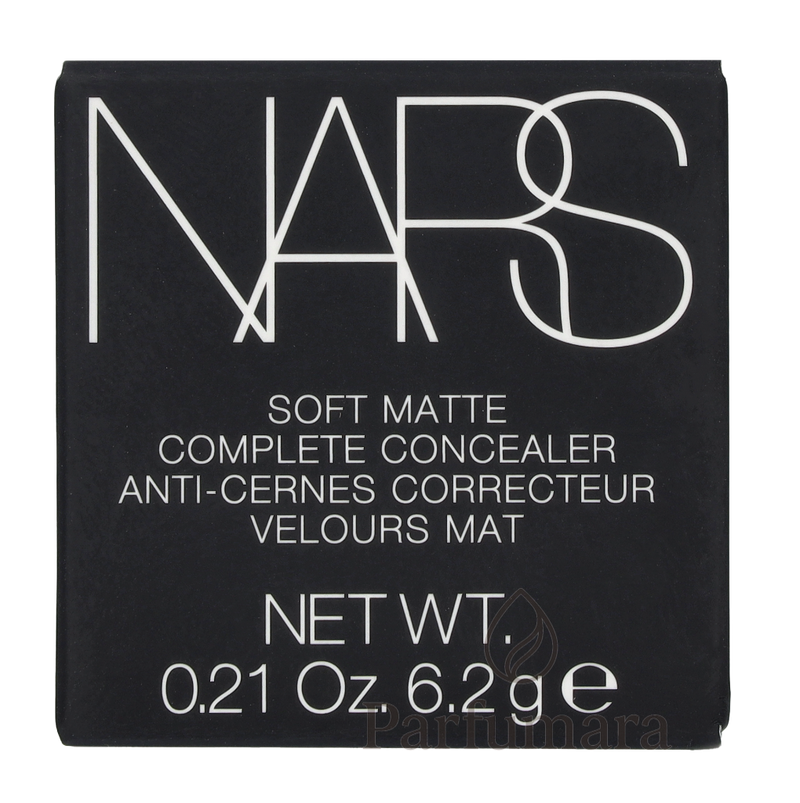 NARS
SOFT MATTE
COMPLETE CONCEALER
ANTI-CERNES CORRECTEUR
VELOURS MAT
NET WT.
0.21 Oz. 6.2 g ℮
Parfumara